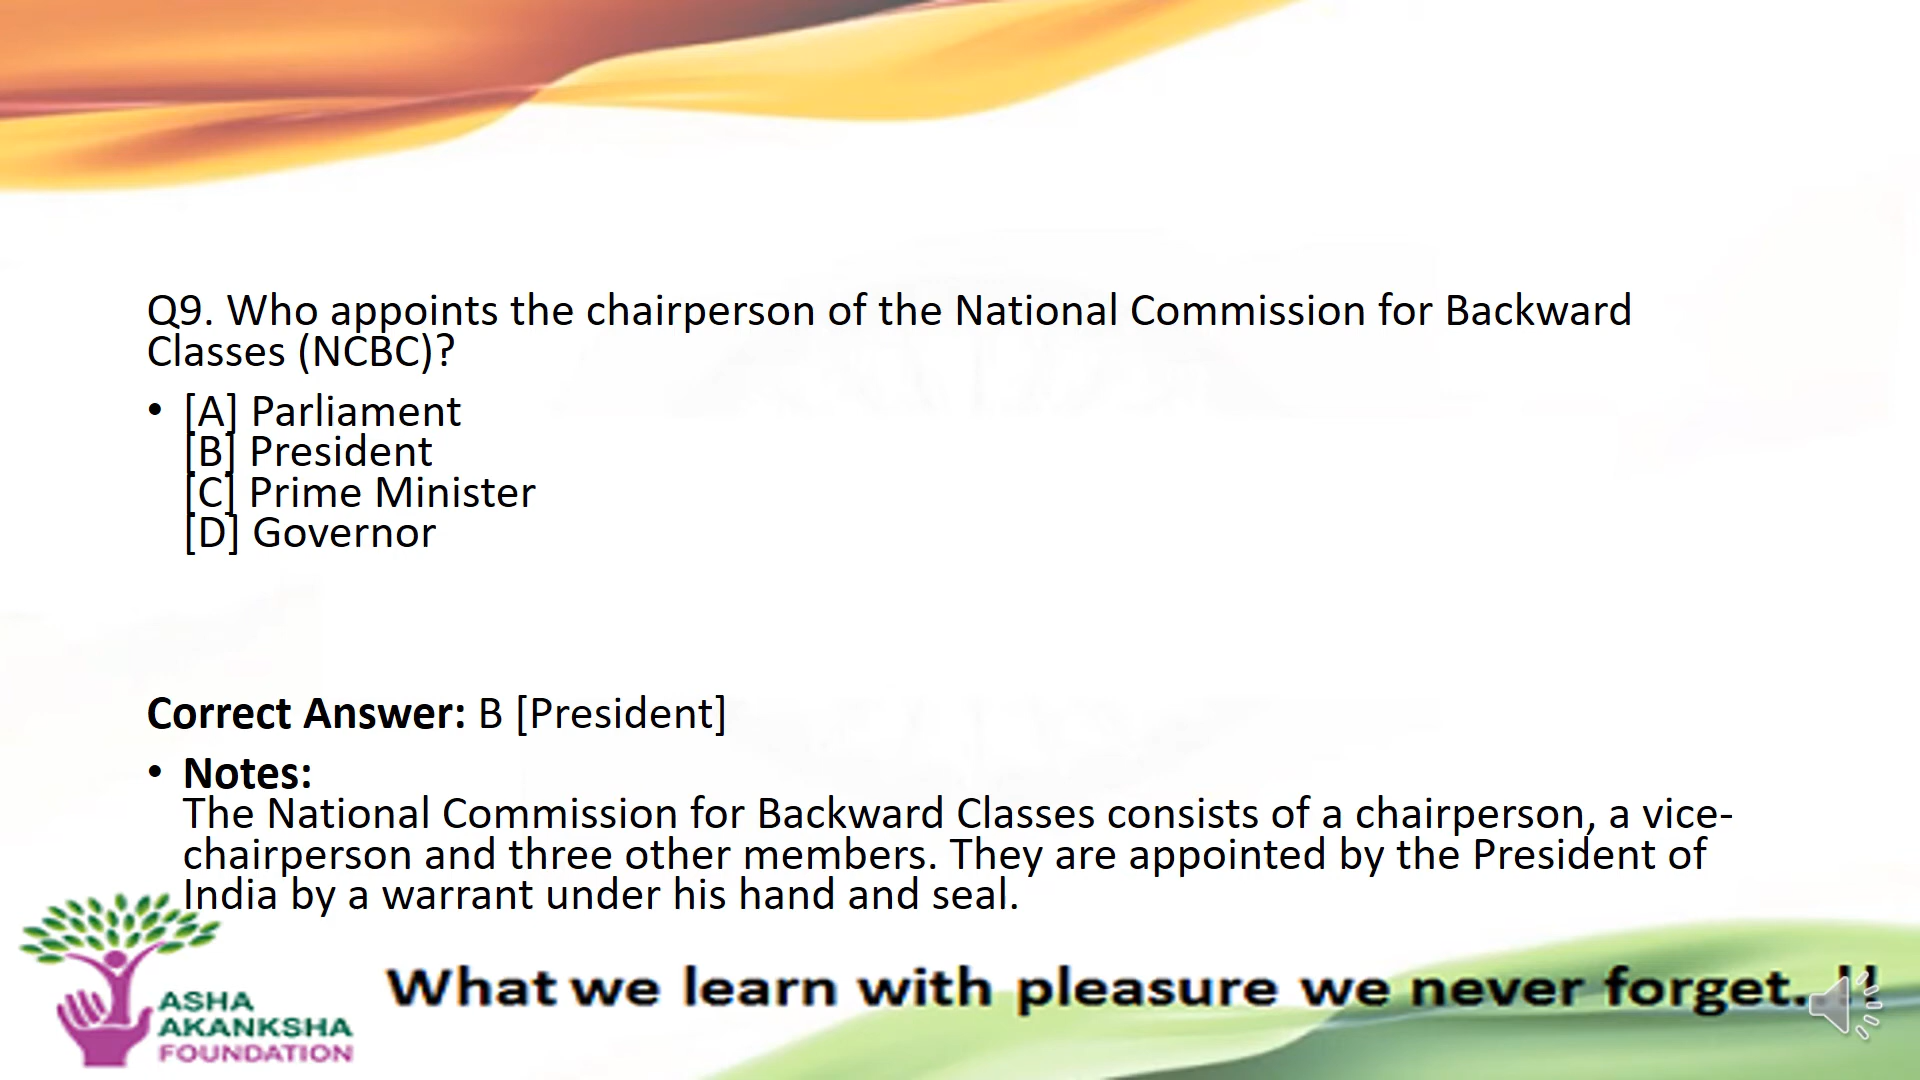 Q9. Who appoints the chairperson of the National Commission for Backward
Classes (NCBC)?
• [A] Parliament
[B] President
[C] Prime Minister
[D] Governor
Correct Answer: B [President]
• Notes:
The National Commission for Backward Classes consists of a chairperson, a vice-
chairperson and three other members. They are appointed by the President of
India by a warrant under his hand and seal.
What we learn with pleasure we never forget..!!
ASHA
AKANKSHA
FOUNDATION